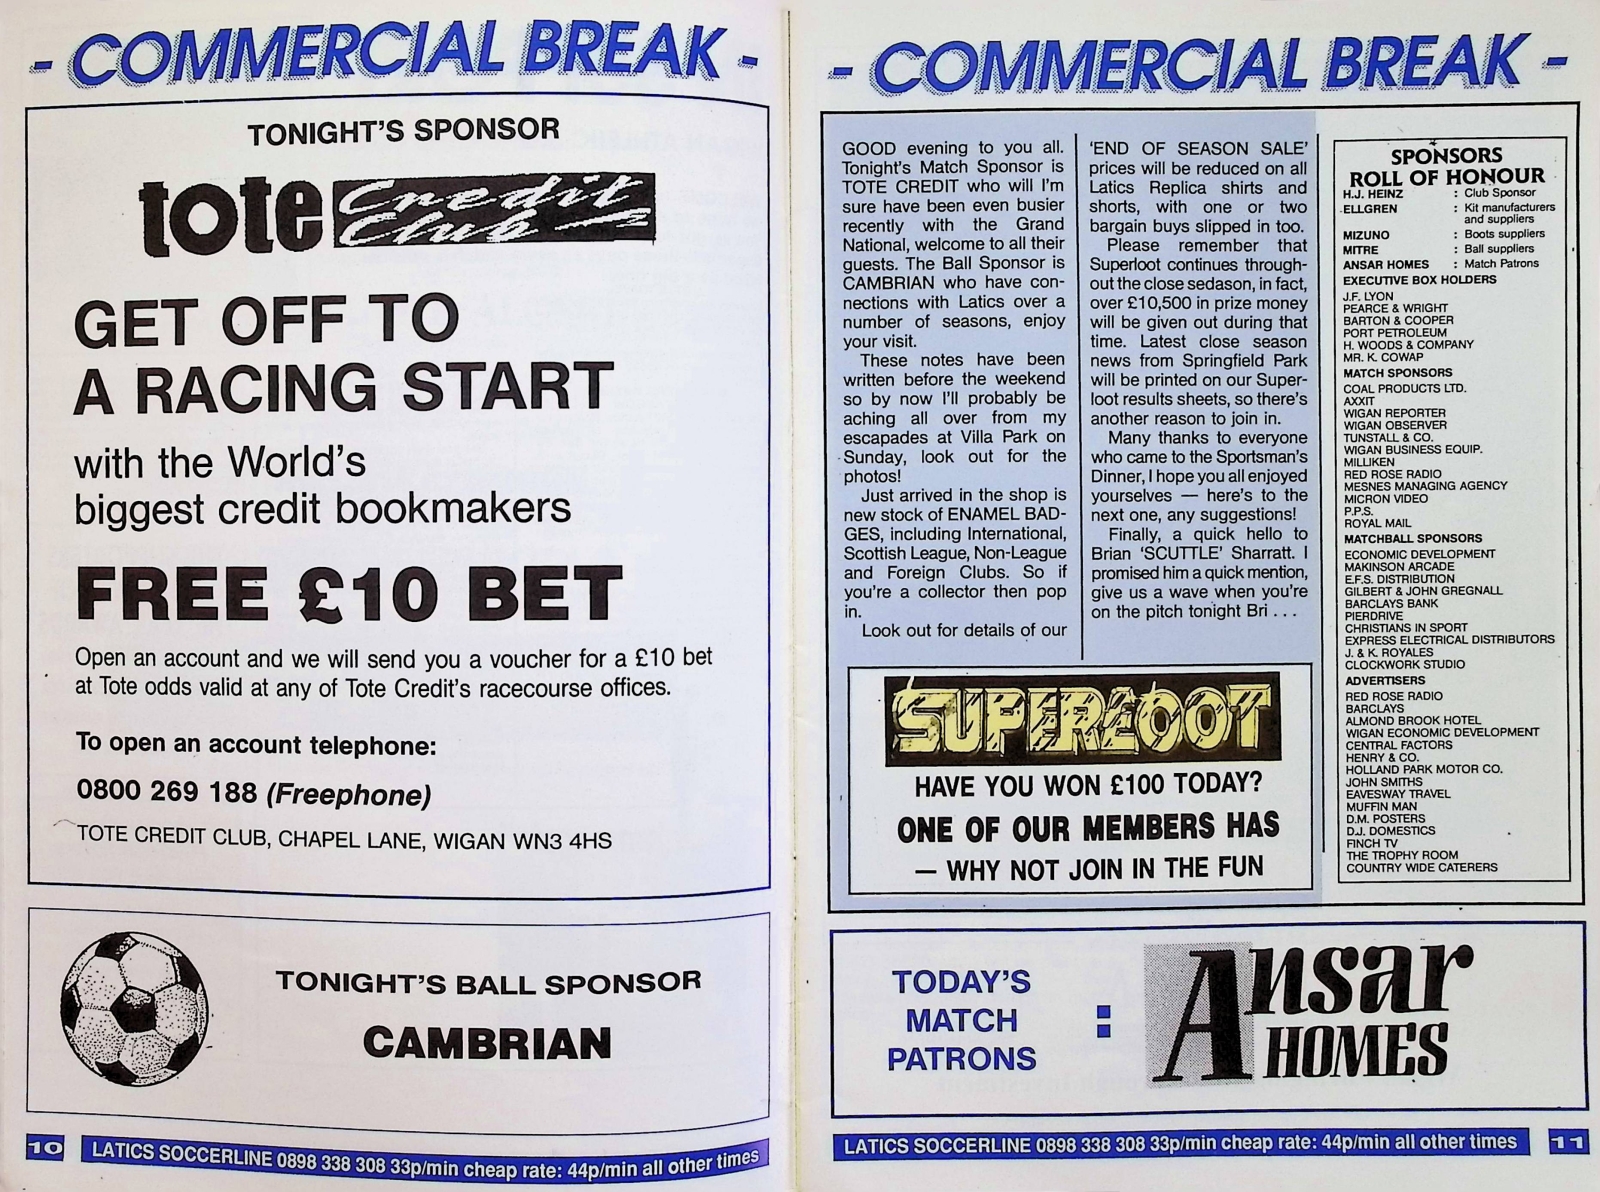 - COMMERCIAL BREAK -
TONIGHT'S SPONSOR
tote Credit
Club
GET OFF TO
A RACING START
with the World's
biggest credit bookmakers
FREE £10 BET
Open an account and we will send you a voucher for a £10 bet
at Tote odds valid at any of Tote Credit's racecourse offices.
To open an account telephone:
0800 269 188 (Freephone)
TOTE CREDIT CLUB, CHAPEL LANE, WIGAN WN3 4HS
TONIGHT'S BALL SPONSOR
CAMBRIAN
10 LATICS SOCCERLINE 0898 338 308 33p/min cheap rate: 44p/min all other times
- COMMERCIAL BREAK -
GOOD evening to you all.
Tonight's Match Sponsor is
TOTE CREDIT who will I'm
sure have been even busier
recently with the Grand
National, welcome to all their
guests. The Ball Sponsor is
CAMBRIAN who have con-
nections with Latics over a
number of seasons, enjoy
your visit.
These notes have been
written before the weekend
so by now I'll probably be
aching all over from my
escapades at Villa Park on
Sunday, look out for the
photos!
Just arrived in the shop is
new stock of ENAMEL BAD-
GES, including International,
Scottish League, Non-League
and Foreign Clubs. So if
you're a collector then pop
in.
Look out for details of our
'END OF SEASON SALE'
prices will be reduced on all
Latics Replica shirts and
shorts, with one or two
bargain buys slipped in too.
Please remember that
Superloot continues through-
out the close sedason, in fact,
over £10,500 in prize money
will be given out during that
time. Latest close season
news from Springfield Park
will be printed on our Super-
loot results sheets, so there's
another reason to join in.
Many thanks to everyone
who came to the Sportsman's
Dinner, I hope you all enjoyed
yourselves — here's to the
next one, any suggestions!
Finally, a quick hello to
Brian 'SCUTTLE' Sharratt. I
promised him a quick mention,
give us a wave when you're
on the pitch tonight Bri . . .
SUPER£OOT
HAVE YOU WON £100 TODAY?
ONE OF OUR MEMBERS HAS
— WHY NOT JOIN IN THE FUN
SPONSORS
ROLL OF HONOUR
H.J. HEINZ : Club Sponsor
ELLGREN : Kit manufacturers
and suppliers
MIZUNO : Boots suppliers
MITRE : Ball suppliers
ANSAR HOMES : Match Patrons
EXECUTIVE BOX HOLDERS
J.F. LYON
PEARCE & WRIGHT
BARTON & COOPER
PORT PETROLEUM
H. WOODS & COMPANY
MR. K. COWAP
MATCH SPONSORS
COAL PRODUCTS LTD.
AXXIT
WIGAN REPORTER
WIGAN OBSERVER
TUNSTALL & CO.
WIGAN BUSINESS EQUIP.
MILLIKEN
RED ROSE RADIO
MESNES MANAGING AGENCY
MICRON VIDEO
P.P.S.
ROYAL MAIL
MATCHBALL SPONSORS
ECONOMIC DEVELOPMENT
MAKINSON ARCADE
E.F.S. DISTRIBUTION
GILBERT & JOHN GREGNALL
BARCLAYS BANK
PIERDRIVE
CHRISTIANS IN SPORT
EXPRESS ELECTRICAL DISTRIBUTORS
J. & K. ROYALES
CLOCKWORK STUDIO
ADVERTISERS
RED ROSE RADIO
BARCLAYS
ALMOND BROOK HOTEL
WIGAN ECONOMIC DEVELOPMENT
CENTRAL FACTORS
HENRY & CO.
HOLLAND PARK MOTOR CO.
JOHN SMITHS
EAVESWAY TRAVEL
MUFFIN MAN
D.M. POSTERS
D.J. DOMESTICS
FINCH TV
THE TROPHY ROOM
COUNTRY WIDE CATERERS
TODAY'S
MATCH
PATRONS
: Ansar
HOMES
LATICS SOCCERLINE 0898 338 308 33p/min cheap rate: 44p/min all other times 11